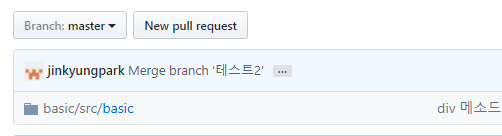 Branch: master New pull request
jinkyungpark Merge branch '테스트2' ...
basic/src/basic div 메소드